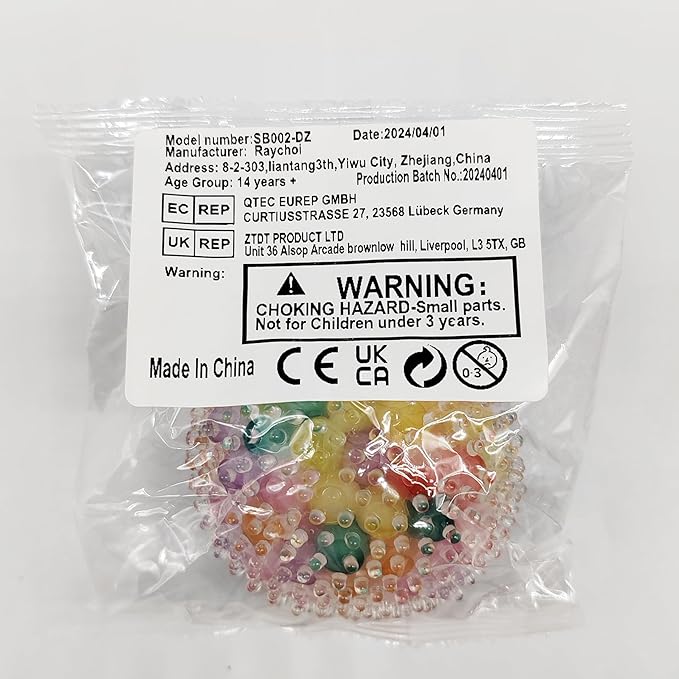 Model number:SB002-DZ Date:2024/04/01
Manufacturer: Raychoi
Address: 8-2-303,liantang3th,Yiwu City, Zhejiang,China
Age Group: 14 years + Production Batch No.:20240401
EC REP QTEC EUREP GMBH
CURTIUSSTRASSE 27, 23568 Lübeck Germany
UK REP ZTDT PRODUCT LTD
Unit 36 Alsop Arcade brownlow hill, Liverpool, L3 5TX, GB
Warning:
WARNING:
CHOKING HAZARD-Small parts.
Not for Children under 3 years.
Made In China CE UK CA 0-3